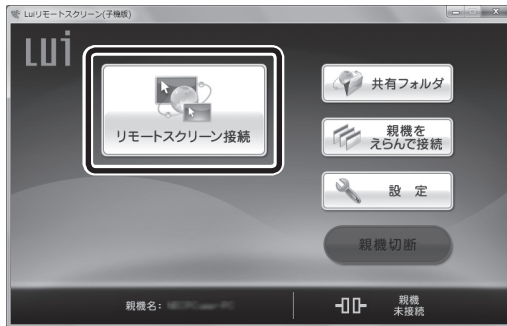 Luiリモートスクリーン(子機版)
Lui
リモートスクリーン接続
共有フォルダ
親機を
えらんで接続
設 定
親機切断
親機名:
親機
未接続